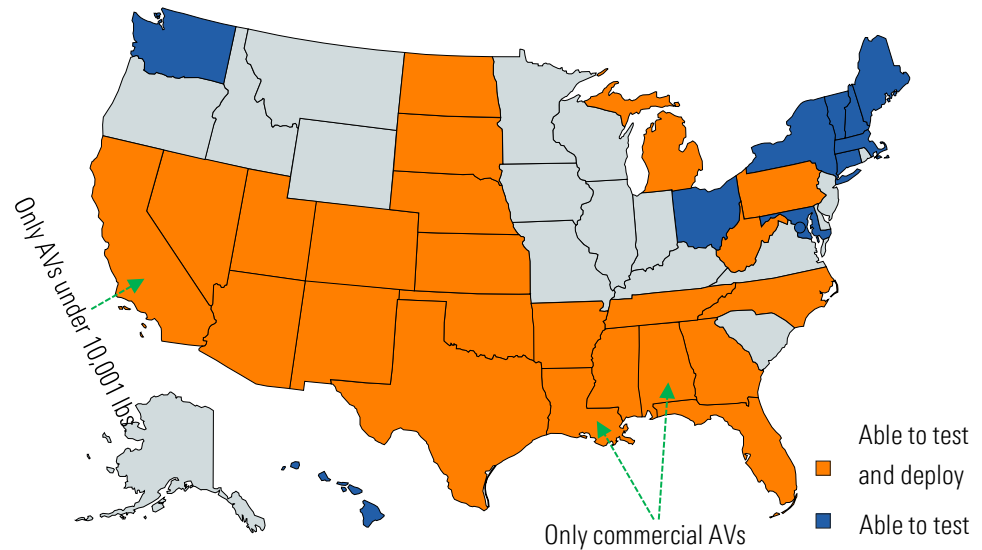 Only AVs under 10,001 lbs.
Only commercial AVs
Able to test
and deploy
Able to test